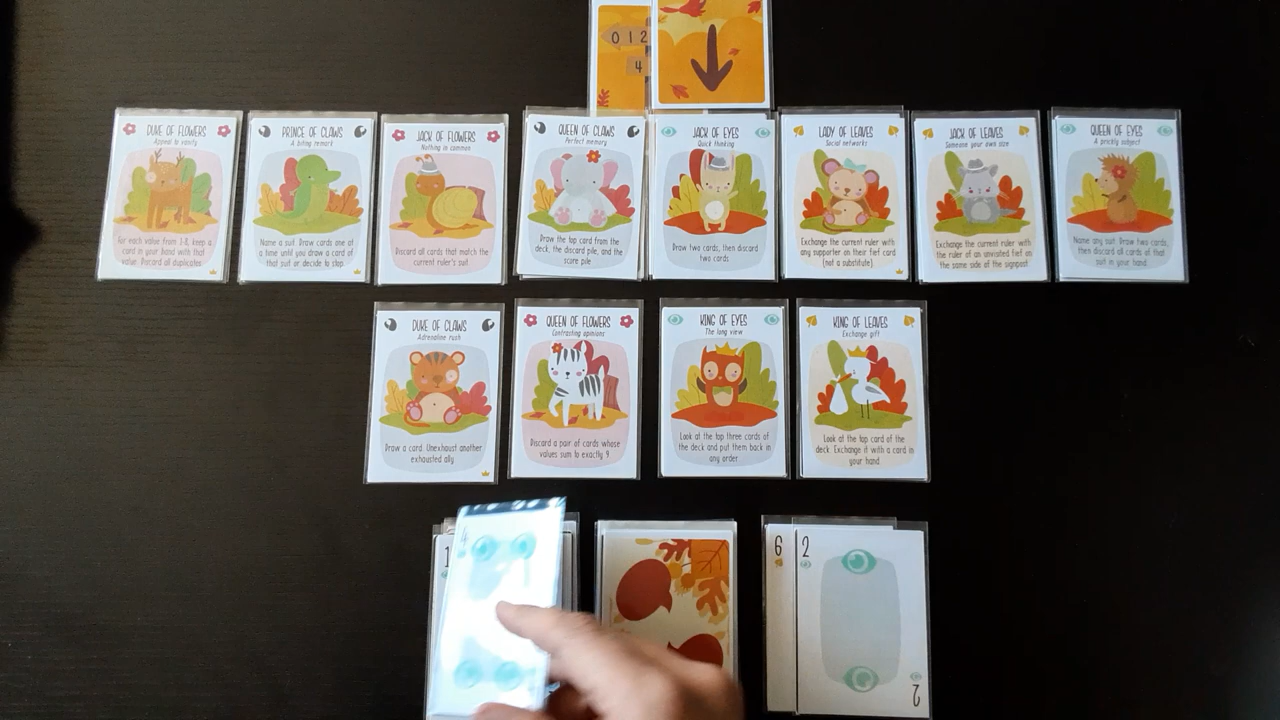 0 1 2
4
DUKE OF FLOWERS
Appeal to vanity
For each value from 3-8, keep a
card in your hand with that
value. Discard all duplicates
PRINCE OF CLAWS
A biting remark
Name a suit. Draw cards one at
a time until you draw a card of
that suit or decide to stop
JACK OF FLOWERS
Nothing in common
Discard all cards that match the
current ruler's suit
QUEEN OF CLAWS
Perfect memory
Draw the top card from the
deck, the discard pile, and the
score pile
JACK OF EYES
Quick thinking
Draw two cards, then discard
two cards
LADY OF LEAVES
Social networks
Exchange the current ruler with
any supporter on their fief card
(not a substitute)
JACK OF LEAVES
Someone your own size
Exchange the current ruler with
the ruler of an unvisited fief on
the same side of the signpost
QUEEN OF EYES
A prickly subject
Name any suit. Draw two cards,
then discard all cards of that
suit in your hand
DUKE OF CLAWS
Adrenaline rush
Draw a card. Unexhaust another
exhausted ally
QUEEN OF FLOWERS
Contrasting opinions
Discard a pair of cards whose
values sum to exactly 9
KING OF EYES
The long view
Look at the top three cards of
the deck and put them back in
any order
KING OF LEAVES
Exchange gift
Look at the top card of the
deck. Exchange it with a card in
your hand
1
4
6
2
2